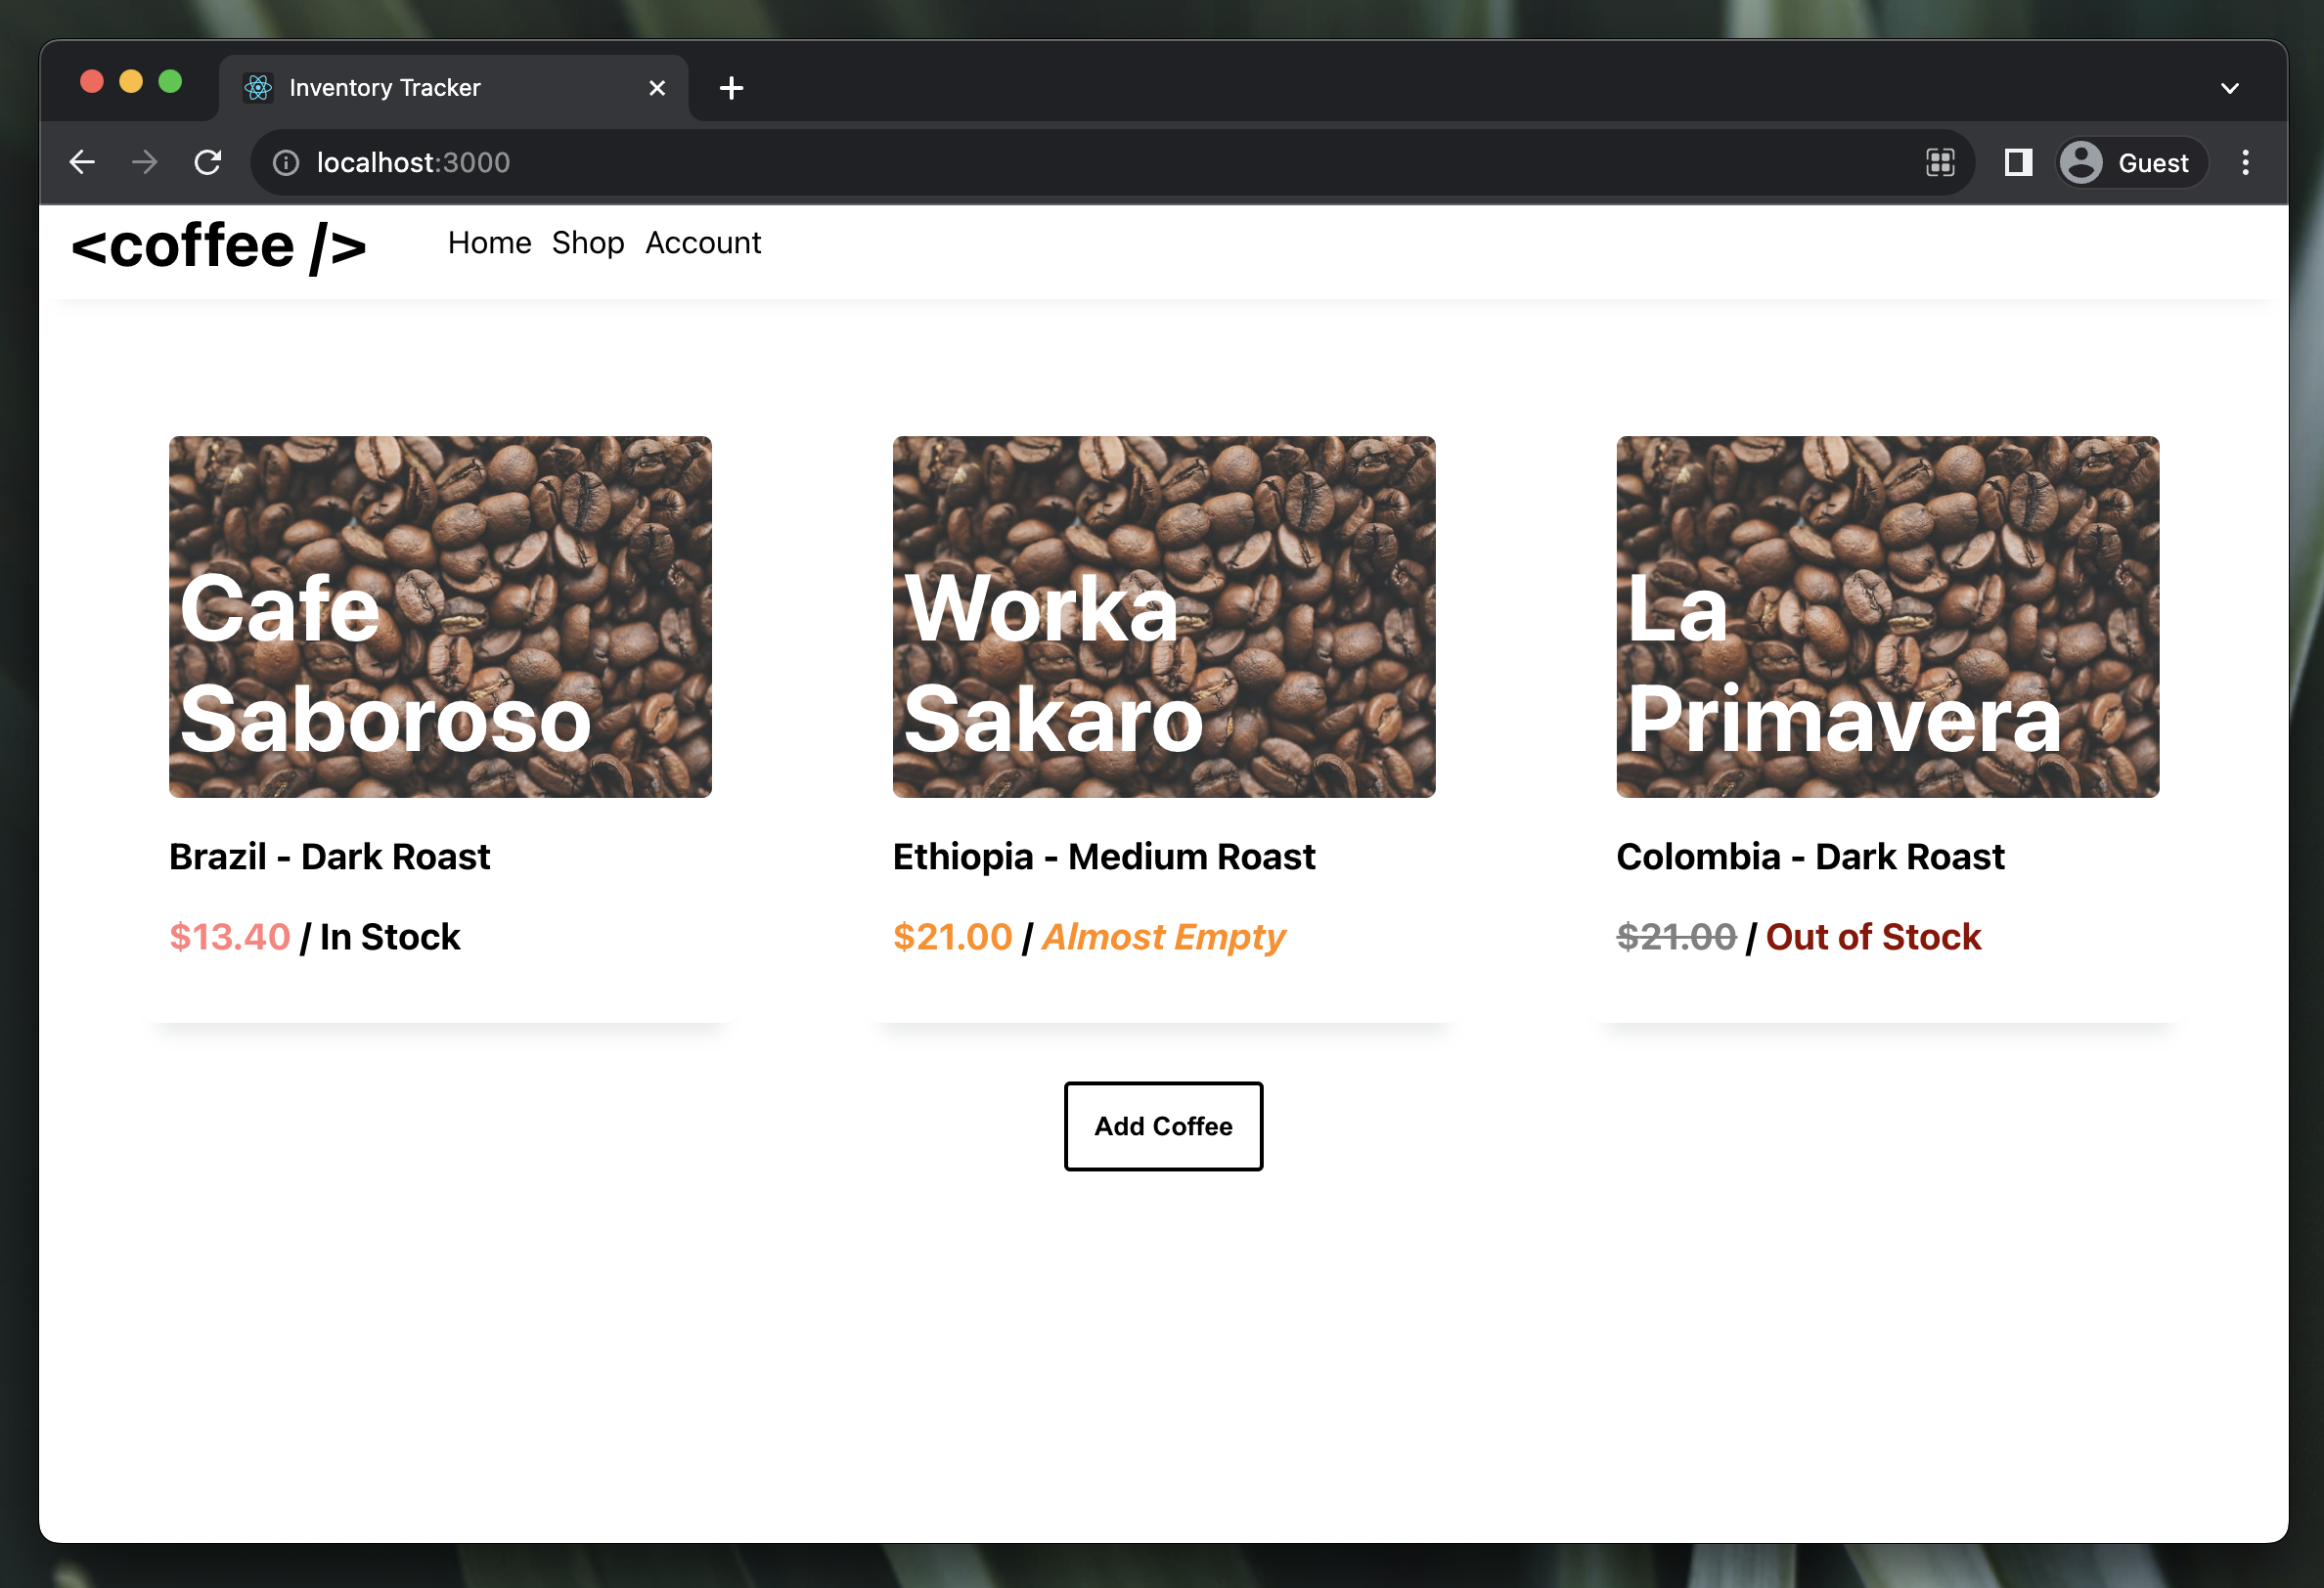 Inventory Tracker
localhost:3000
Guest
<coffee />
Home Shop Account
Cafe
Saboroso
Brazil - Dark Roast
$13.40 / In Stock
Worka
Sakaro
Ethiopia - Medium Roast
$21.00 / Almost Empty
La
Primavera
Colombia - Dark Roast
$21.00 / Out of Stock
Add Coffee